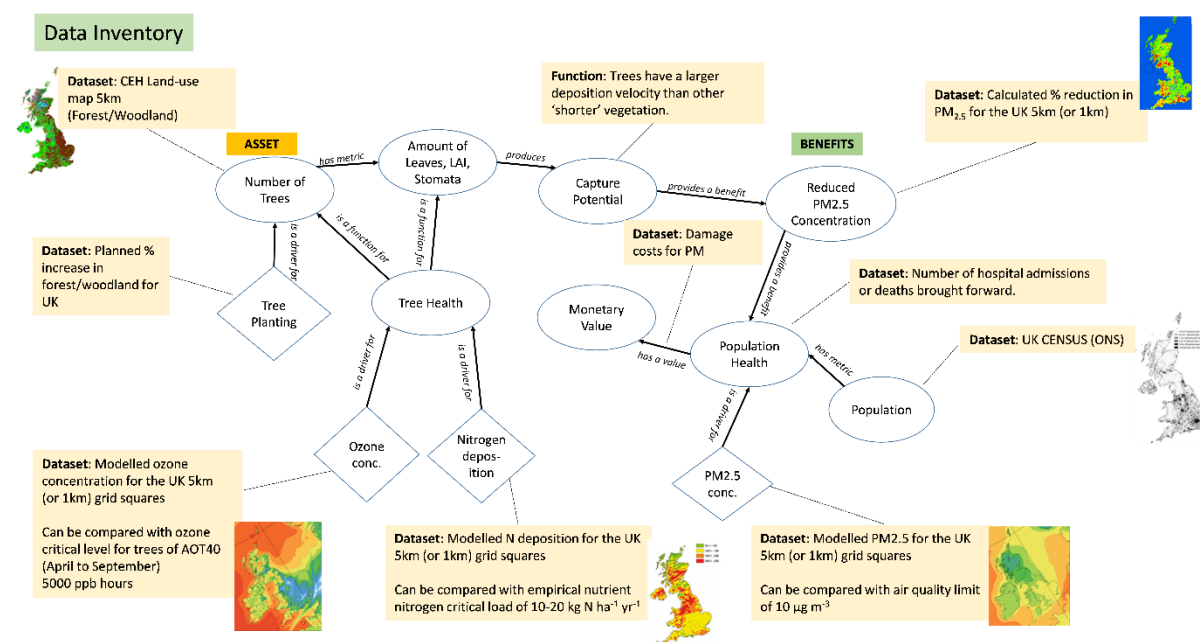 Data Inventory
Dataset: CEH Land-use
map 5km
(Forest/Woodland)
Function: Trees have a larger
deposition velocity than other
‘shorter’ vegetation.
Dataset: Calculated % reduction in
PM2.5 for the UK 5km (or 1km)
ASSET
BENEFITS
Number of
Trees
has metric
Amount of
Leaves, LAI,
Stomata
produces
Capture
Potential
provides a benefit
Reduced
PM2.5
Concentration
is a driver for
is a function for
is a function for
provides a benefit
Dataset: Planned %
increase in
forest/woodland for
UK
Dataset: Damage
costs for PM
Dataset: Number of hospital admissions
or deaths brought forward.
Tree
Planting
Tree Health
Monetary
Value
has a value
Population
Health
has metric
Dataset: UK CENSUS (ONS)
Population
is a driver for
is a driver for
is a driver for
Ozone
conc.
Nitrogen
depos-
ition
PM2.5
conc.
Dataset: Modelled ozone
concentration for the UK 5km
(or 1km) grid squares
Can be compared with ozone
critical level for trees of AOT40
(April to September)
5000 ppb hours
Dataset: Modelled N deposition for the UK
5km (or 1km) grid squares
Can be compared with empirical nutrient
nitrogen critical load of 10-20 kg N ha⁻¹ yr⁻¹
Dataset: Modelled PM2.5 for the UK
5km (or 1km) grid squares
Can be compared with air quality limit
of 10 µg m⁻³